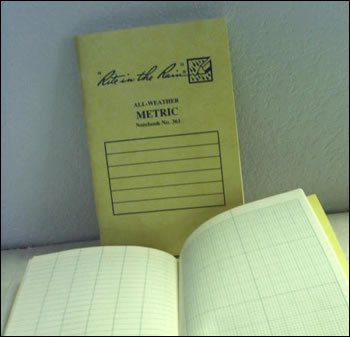 "Rite in the Rain"
ALL-WEATHER
METRIC
Notebook No. 361